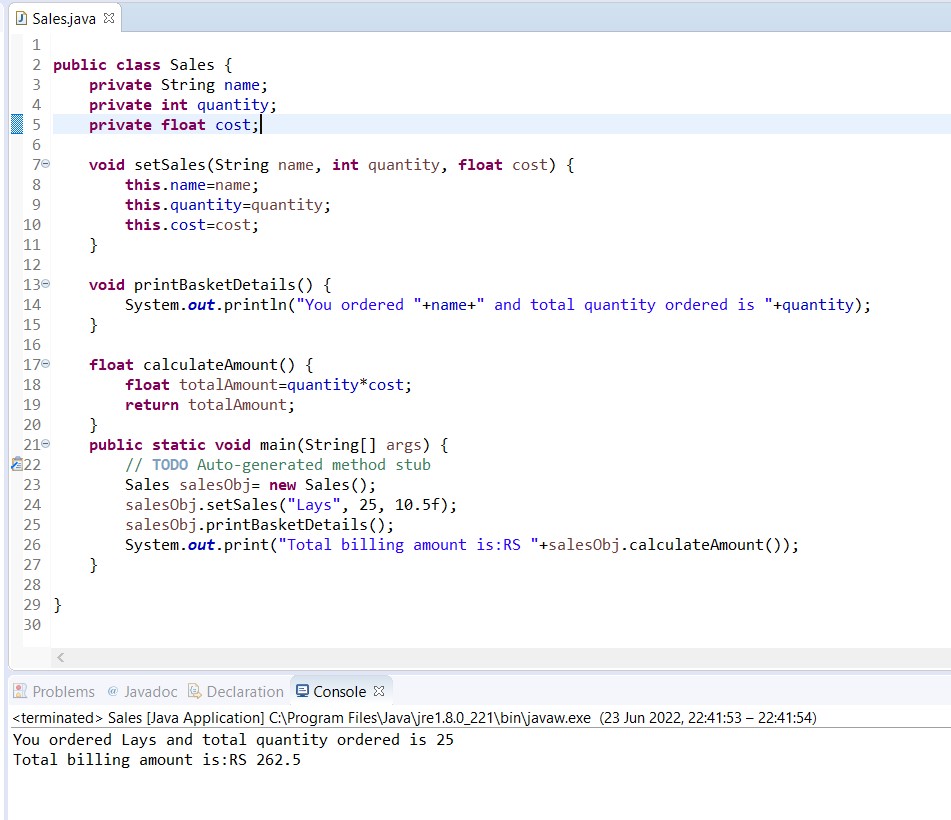 Sales.java
1
2 public class Sales {
3     private String name;
4     private int quantity;
5     private float cost;
6
7     void setSales(String name, int quantity, float cost) {
8         this.name=name;
9         this.quantity=quantity;
10         this.cost=cost;
11     }
12
13     void printBasketDetails() {
14         System.out.println("You ordered "+name+" and total quantity ordered is "+quantity);
15     }
16
17     float calculateAmount() {
18         float totalAmount=quantity*cost;
19         return totalAmount;
20     }
21     public static void main(String[] args) {
22         // TODO Auto-generated method stub
23         Sales salesObj= new Sales();
24         salesObj.setSales("Lays", 25, 10.5f);
25         salesObj.printBasketDetails();
26         System.out.print("Total billing amount is:RS "+salesObj.calculateAmount());
27     }
28
29 }
30
Problems @ Javadoc Declaration Console
<terminated> Sales [Java Application] C:\Program Files\Java\jre1.8.0_221\bin\javaw.exe (23 Jun 2022, 22:41:53 – 22:41:54)
You ordered Lays and total quantity ordered is 25
Total billing amount is:RS 262.5